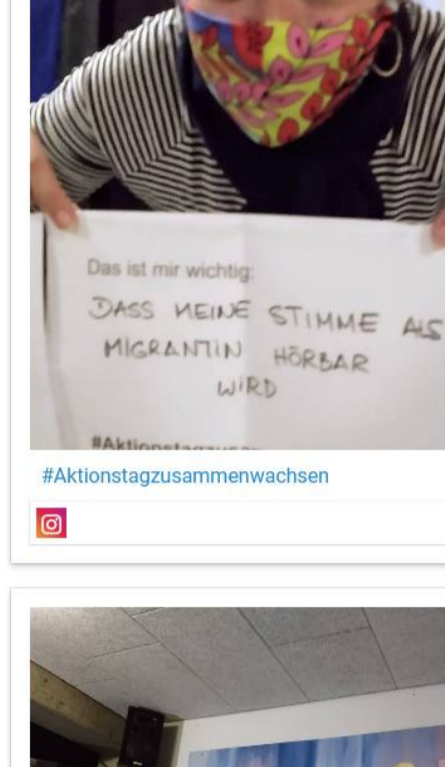 Das ist mir wichtig:
DASS MEINE STIMME ALS
MIGRANTIN HÖRBAR
WIRD
#Aktionstagzusammenwachsen